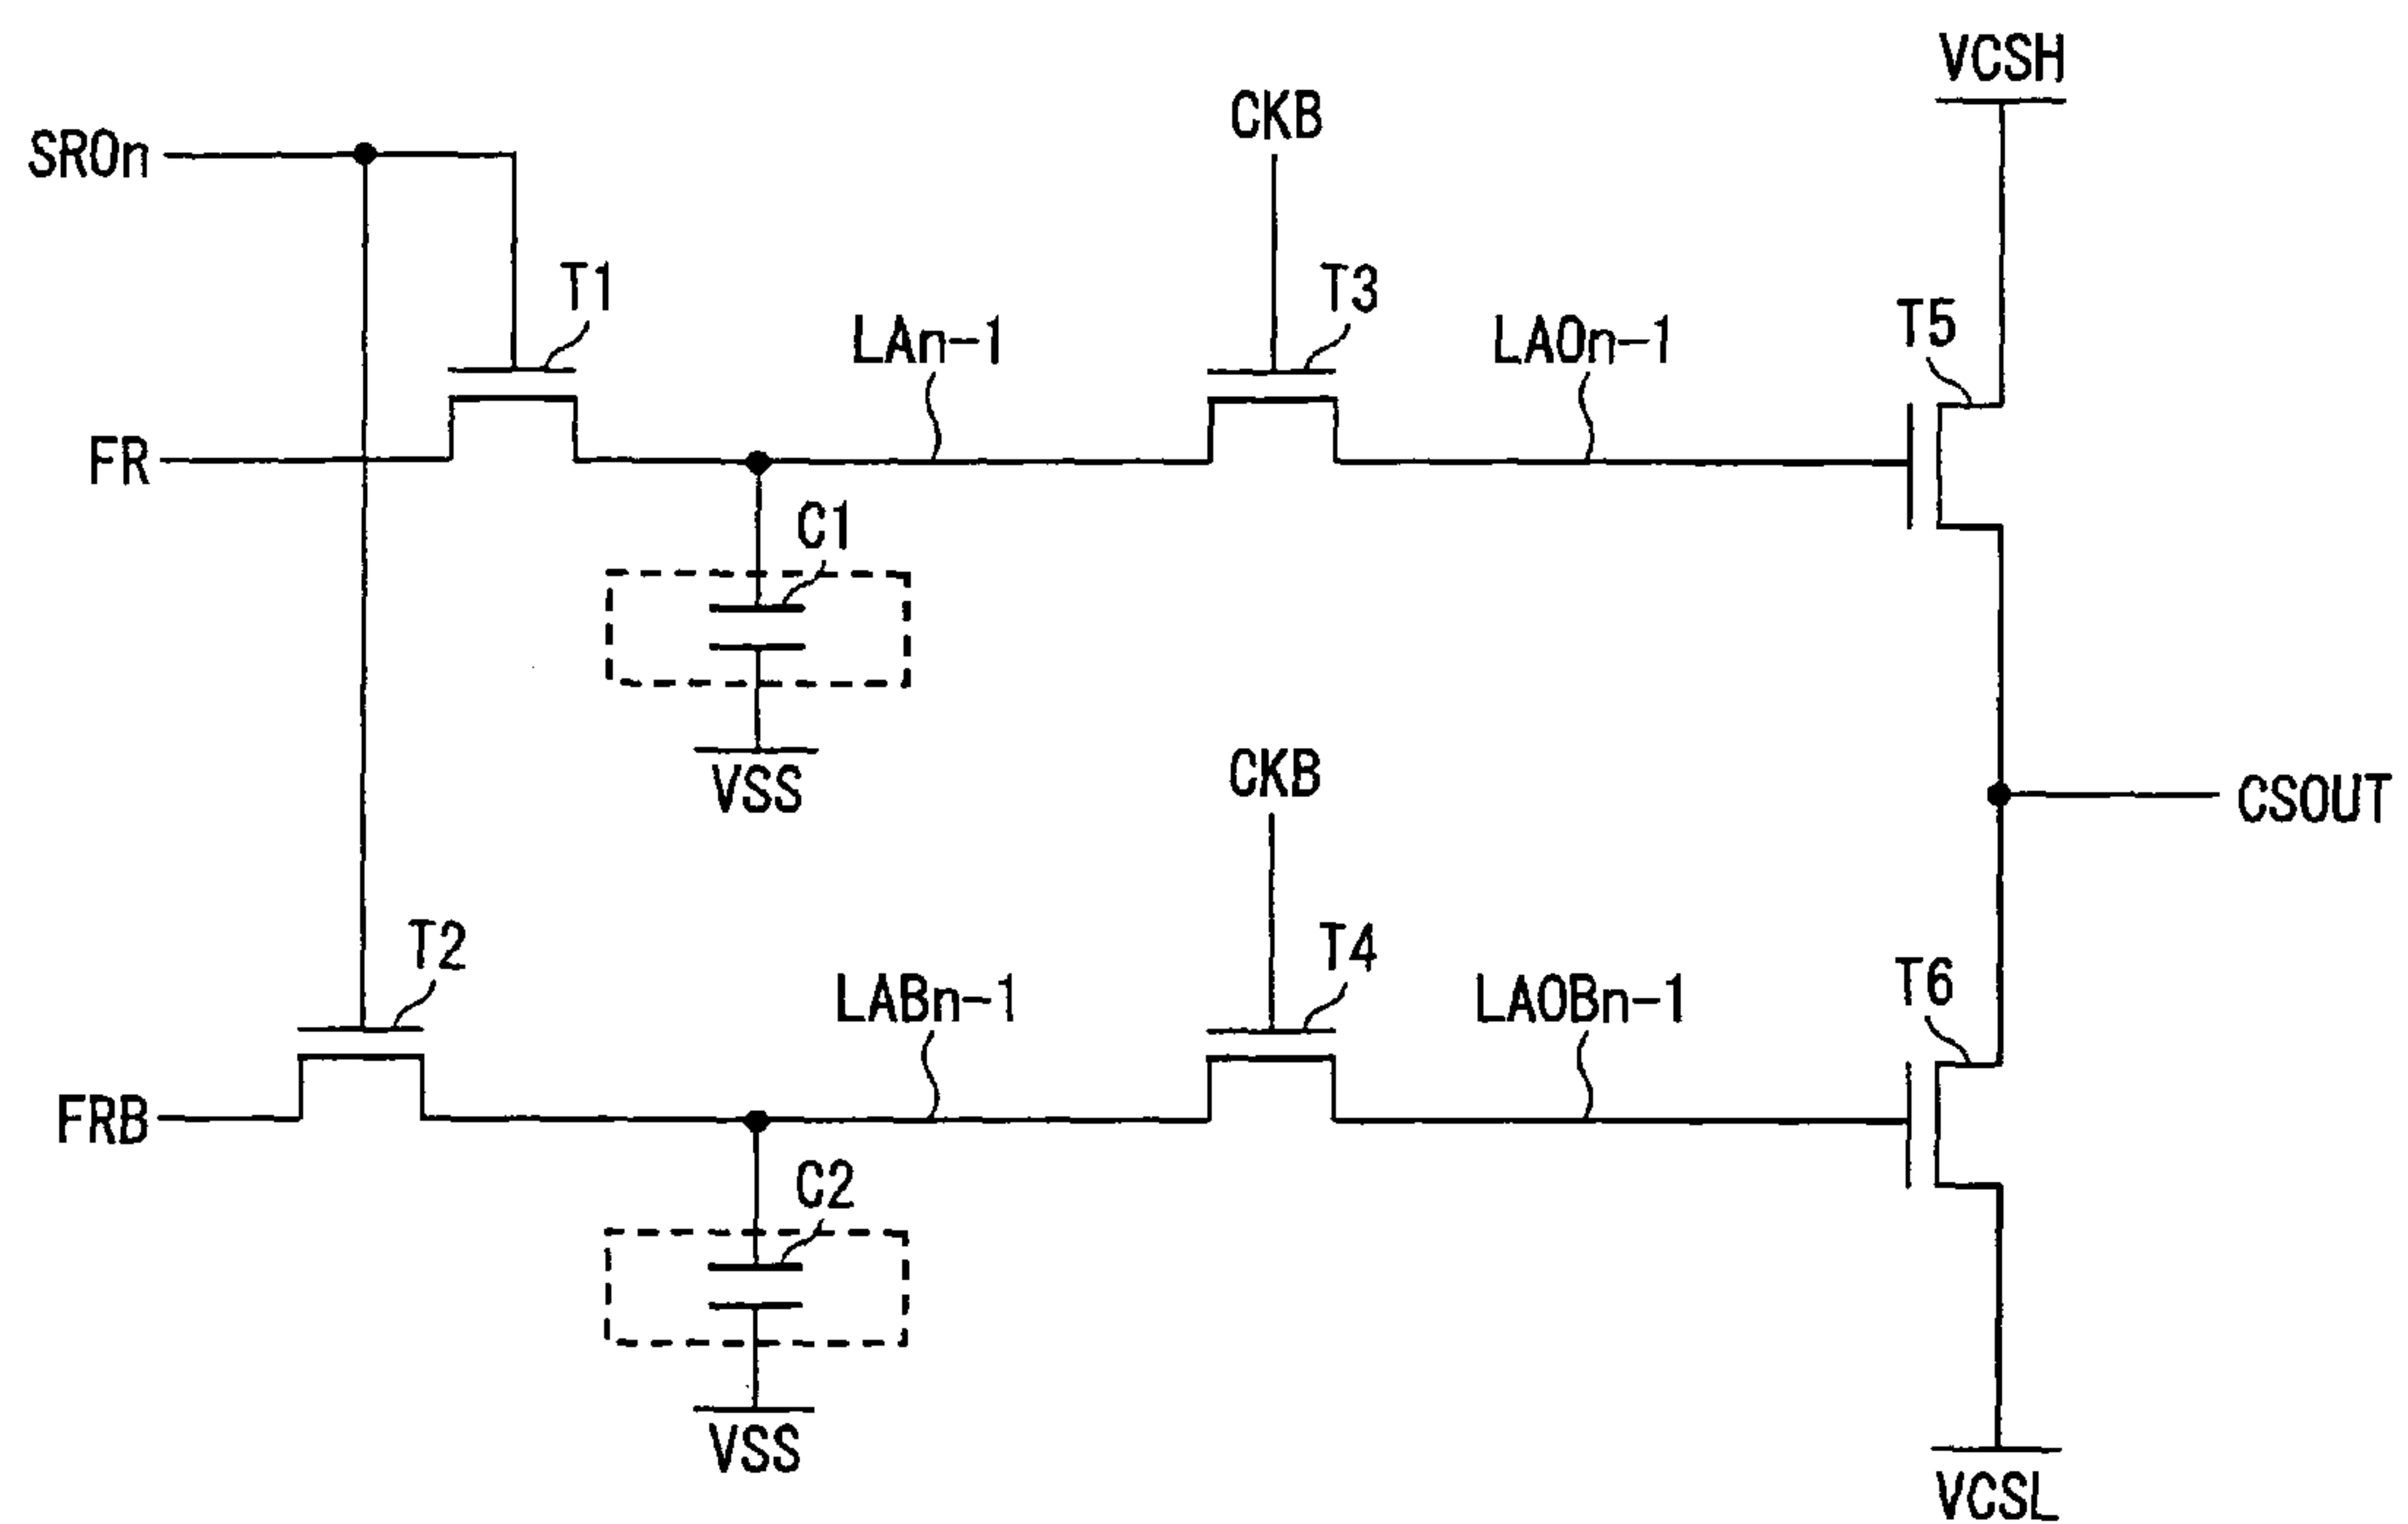 VCSH
CKB
SROn
T1
T3
T5
LAn-1
LAOn-1
FR
C1
VSS
CKB
CSOUT
T2
T4
T6
LABn-1
LAOBn-1
FRB
C2
VSS
VCSL